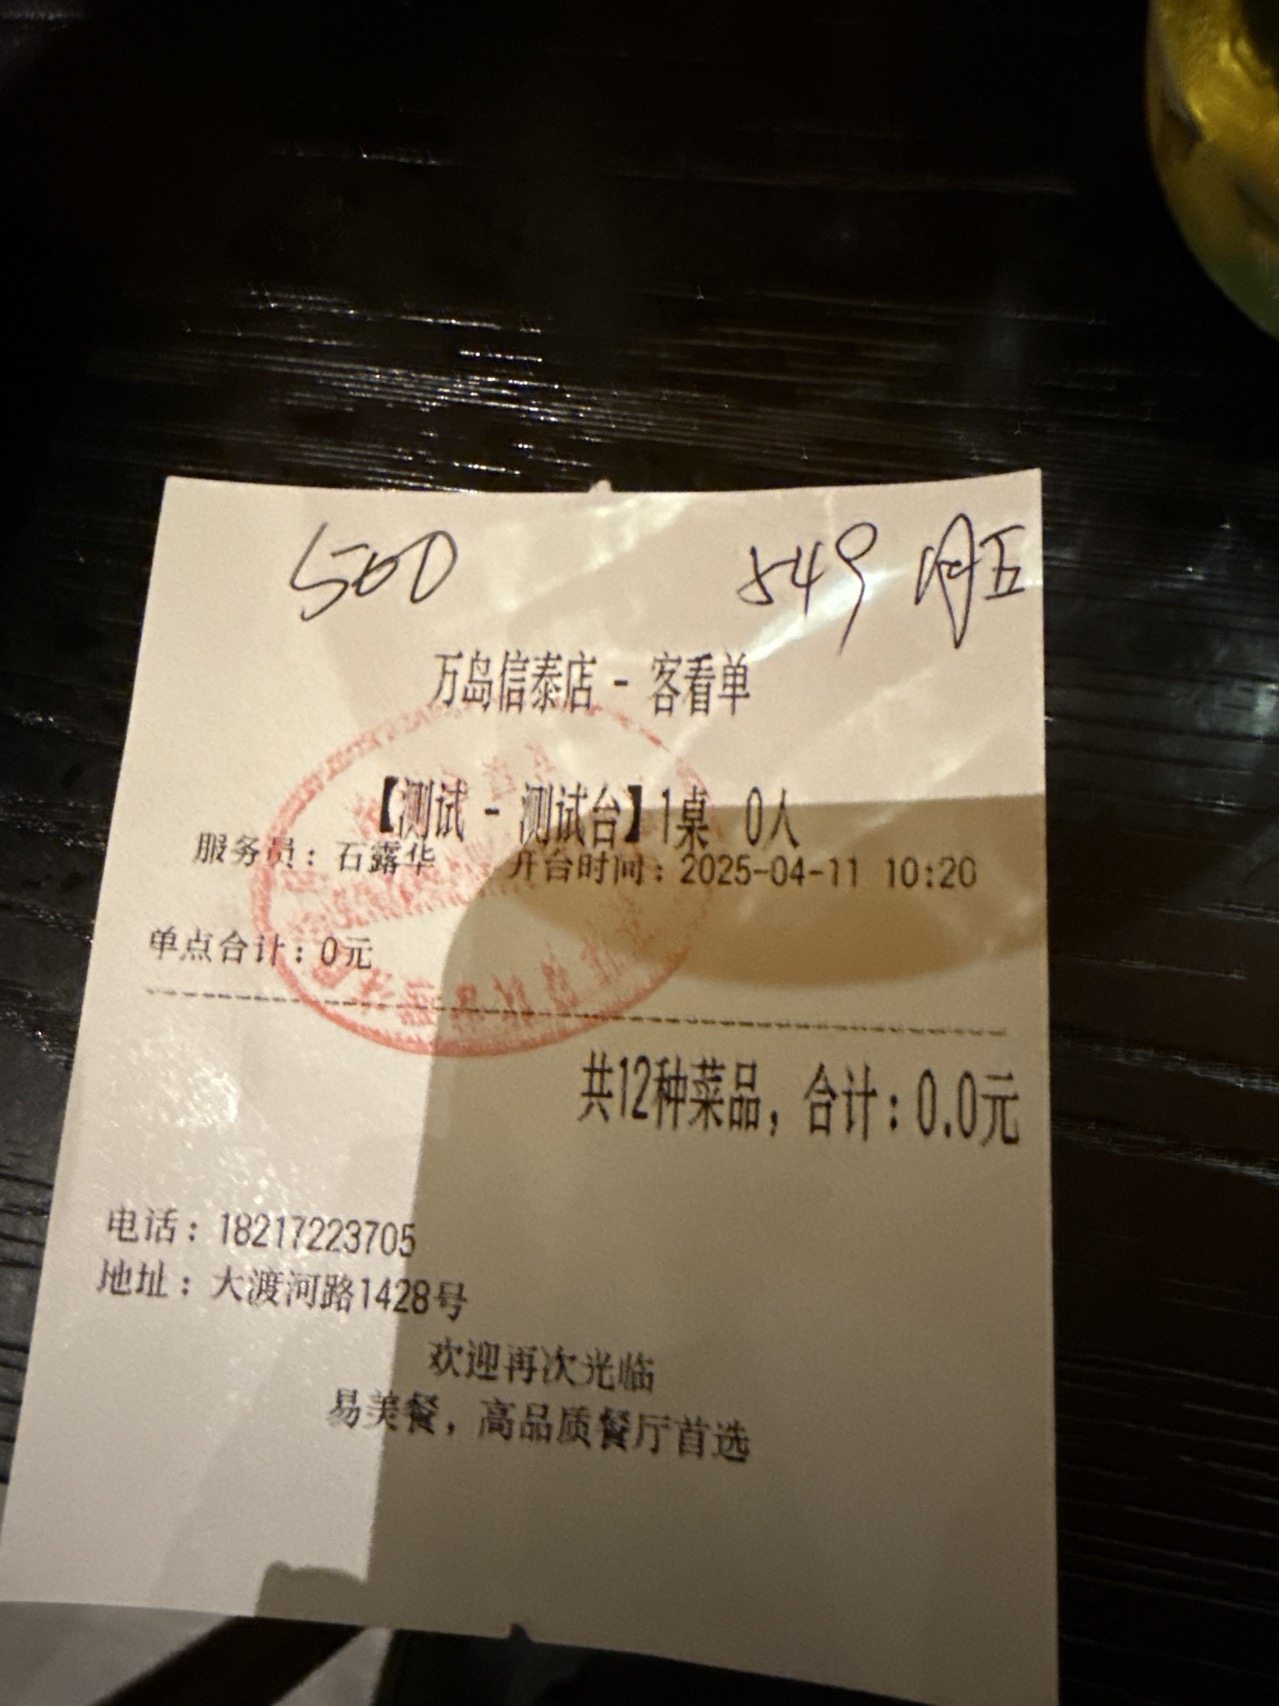 500 549 周五
万岛信泰店 - 客看单
【测试 - 测试台】1桌 0人
服务员：石露华 开台时间：2025-04-11 10:20
单点合计：0元
共12种菜品，合计：0.0元
电话：18217223705
地址：大渡河路1428号
欢迎再次光临
易美餐，高品质餐厅首选